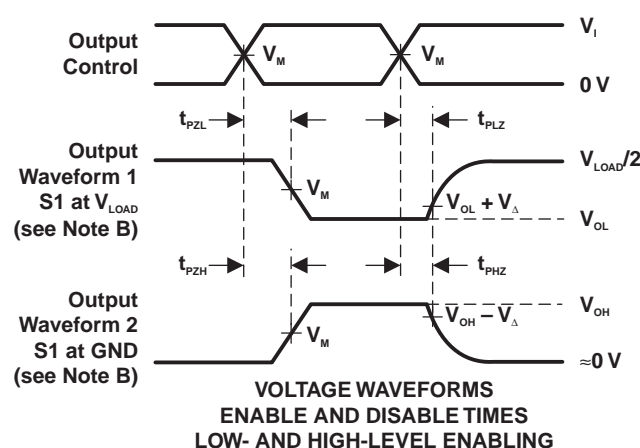 Output
Control
V_M
V_M
V_I
0 V
t_PZL
t_PLZ
Output
Waveform 1
S1 at V_LOAD
(see Note B)
V_M
V_OL + V_Δ
V_LOAD/2
V_OL
t_PZH
t_PHZ
Output
Waveform 2
S1 at GND
(see Note B)
V_M
V_OH − V_Δ
V_OH
≈0 V
VOLTAGE WAVEFORMS
ENABLE AND DISABLE TIMES
LOW- AND HIGH-LEVEL ENABLING